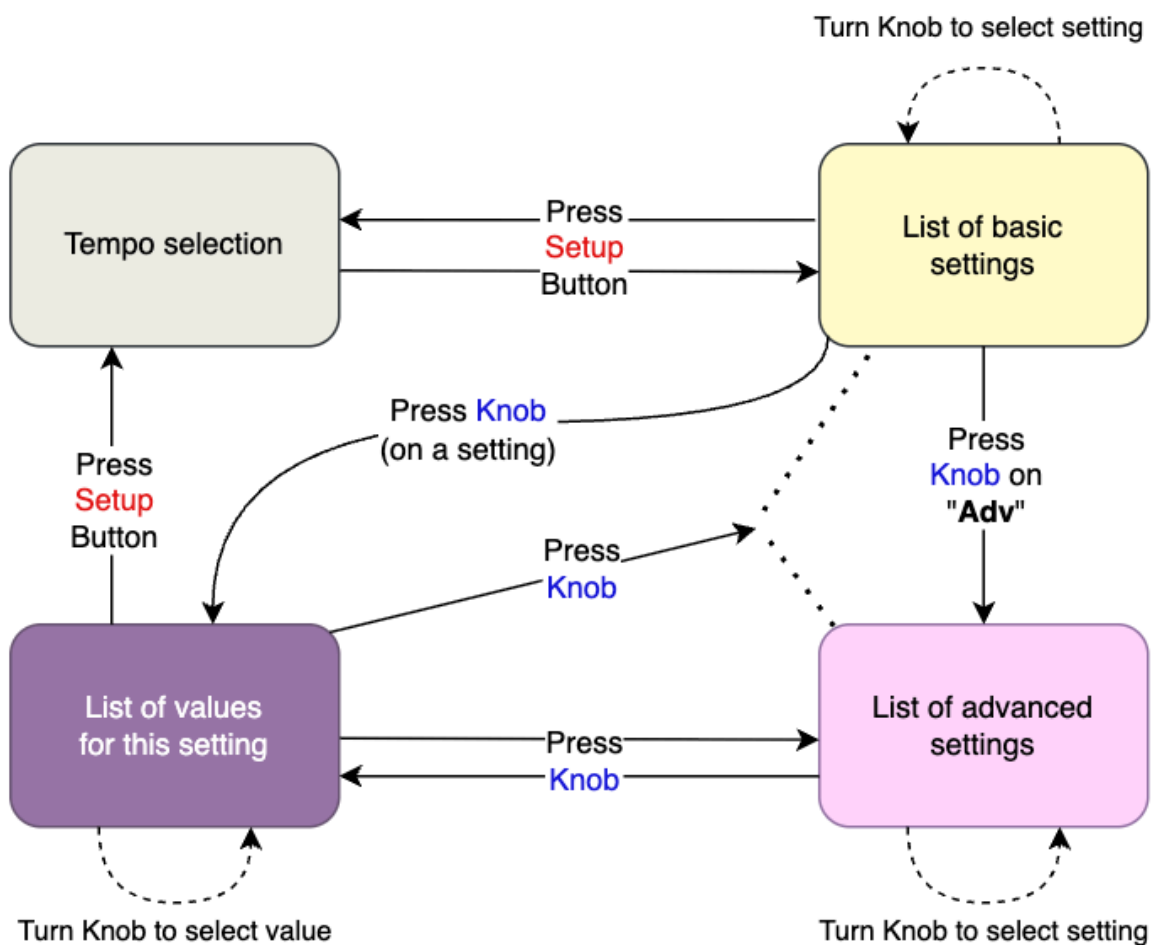 Turn Knob to select setting
Tempo selection
Press
Setup
Button
List of basic
settings
Press Knob
(on a setting)
Press
Knob on
"Adv"
Press
Setup
Button
Press
Knob
List of values
for this setting
Press
Knob
List of advanced
settings
Turn Knob to select value
Turn Knob to select setting